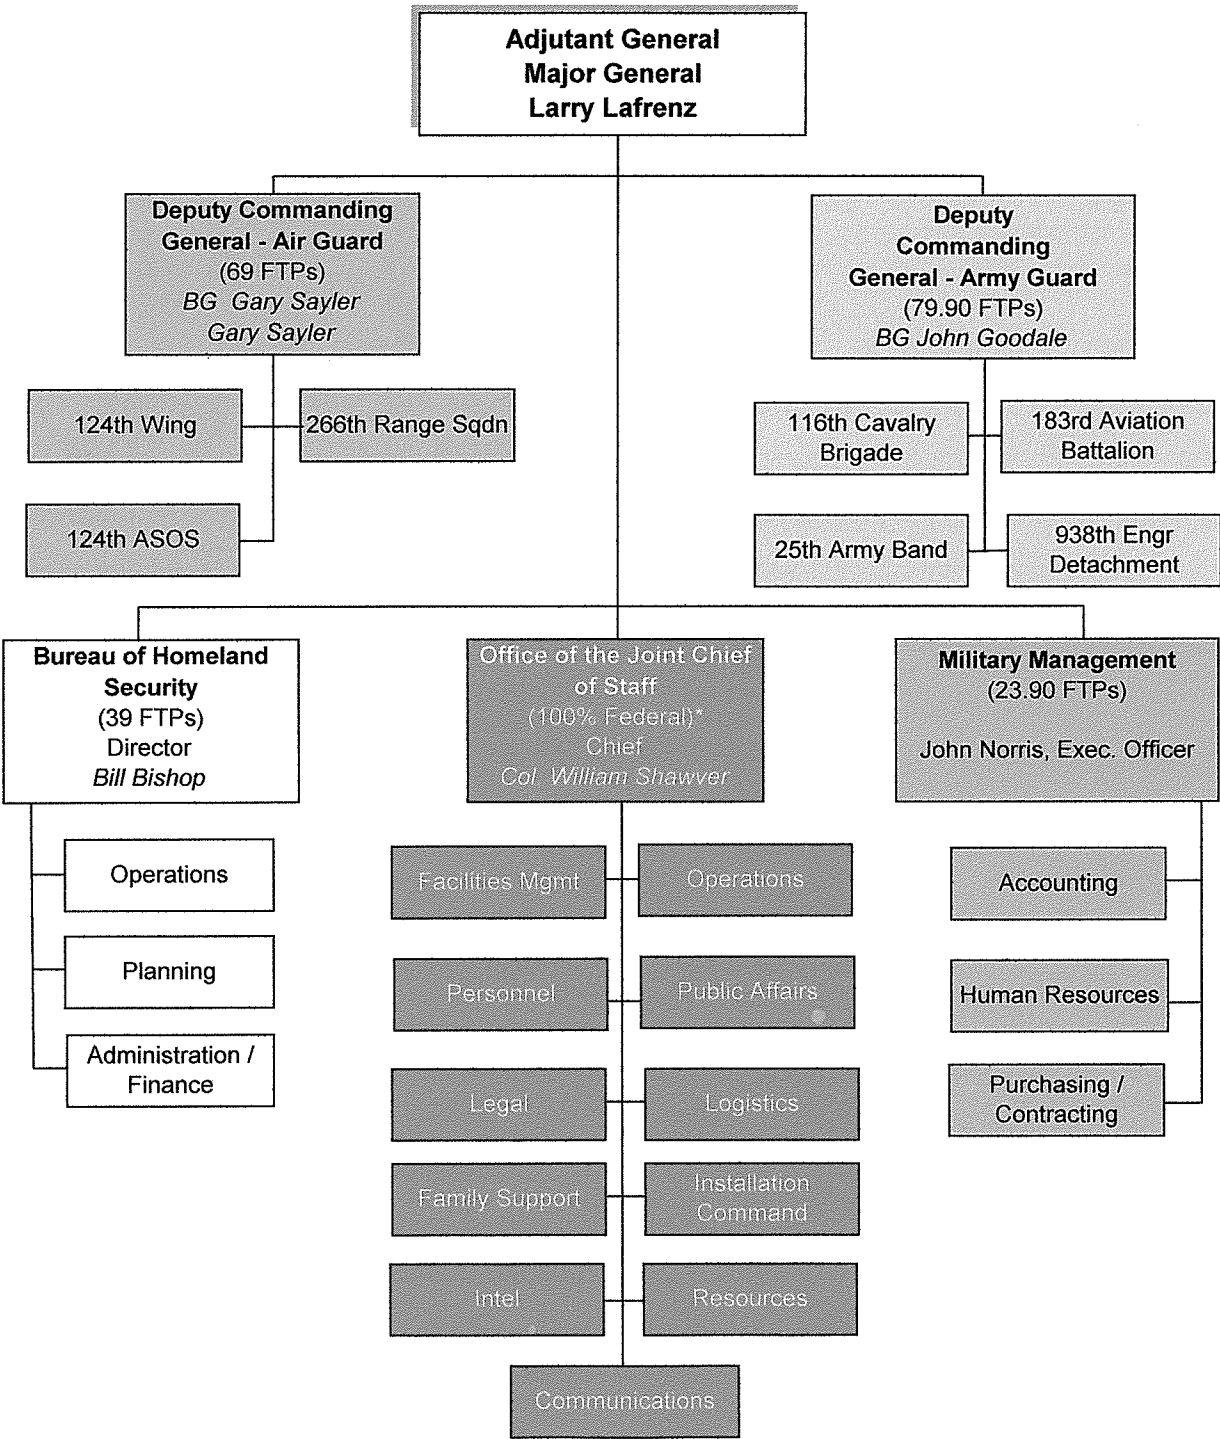 Adjutant General
Major General
Larry Lafrenz
Deputy Commanding
General - Air Guard
(69 FTPs)
BG Gary Sayler
Gary Sayler
Deputy
Commanding
General - Army Guard
(79.90 FTPs)
BG John Goodale
124th Wing
266th Range Sqdn
124th ASOS
116th Cavalry
Brigade
183rd Aviation
Battalion
25th Army Band
938th Engr
Detachment
Bureau of Homeland
Security
(39 FTPs)
Director
Bill Bishop
Office of the Joint Chief
of Staff
(100% Federal)*
Chief
Col. William Shawver
Military Management
(23.90 FTPs)
John Norris, Exec. Officer
Operations
Planning
Administration /
Finance
Facilities Mgmt
Operations
Personnel
Public Affairs
Legal
Logistics
Family Support
Installation
Command
Intel
Resources
Communications
Accounting
Human Resources
Purchasing /
Contracting